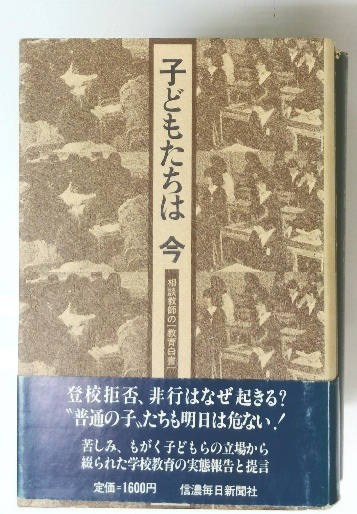 子どもたちは 今
相談教師の「教育白書」
登校拒否、非行はなぜ起きる?
〝普通の子〟たちも明日は危ない!
苦しみ、もがく子どもらの立場から
綴られた学校教育の実態報告と提言
定価=1600円 信濃毎日新聞社